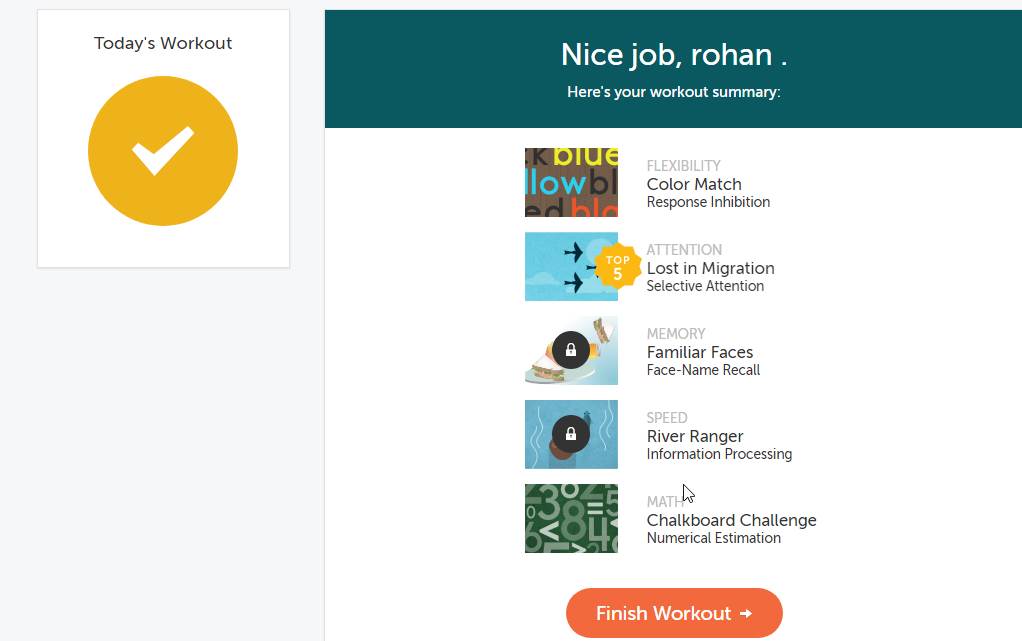 Today's Workout
Nice job, rohan .
Here's your workout summary:
ck blue
llow bl
ed blo
FLEXIBILITY
Color Match
Response Inhibition
TOP
5
ATTENTION
Lost in Migration
Selective Attention
MEMORY
Familiar Faces
Face-Name Recall
SPEED
River Ranger
Information Processing
MATH
Chalkboard Challenge
Numerical Estimation
Finish Workout